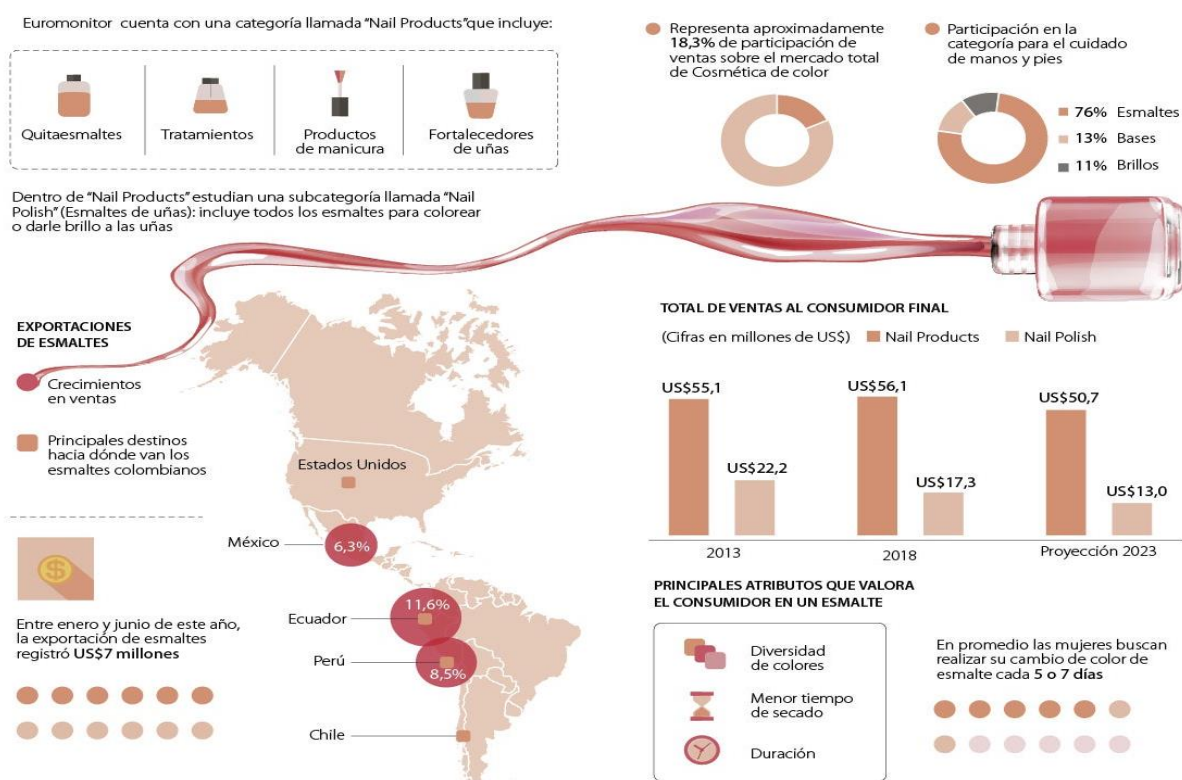 Euromonitor cuenta con una categoría llamada “Nail Products”que incluye:
Quitaesmaltes
Tratamientos
Productos
de manicura
Fortalecedores
de uñas
Dentro de “Nail Products” estudian una subcategoría llamada “Nail
Polish” (Esmaltes de uñas): incluye todos los esmaltes para colorear
o darle brillo a las uñas
Representa aproximadamente
18,3% de participación de
ventas sobre el mercado total
de Cosmética de color
Participación en la
categoría para el cuidado
de manos y pies
76% Esmaltes
13% Bases
11% Brillos
EXPORTACIONES
DE ESMALTES
Crecimientos
en ventas
Principales destinos
hacia dónde van los
esmaltes colombianos
Estados Unidos
México
6,3%
Ecuador
11,6%
Perú
8,5%
Chile
$
Entre enero y junio de este año,
la exportación de esmaltes
registró US$7 millones
TOTAL DE VENTAS AL CONSUMIDOR FINAL
(Cifras en millones de US$) Nail Products Nail Polish
US$55,1
US$22,2
US$56,1
US$17,3
US$50,7
US$13,0
2013
2018
Proyección 2023
PRINCIPALES ATRIBUTOS QUE VALORA
EL CONSUMIDOR EN UN ESMALTE
Diversidad
de colores
Menor tiempo
de secado
Duración
En promedio las mujeres buscan
realizar su cambio de color de
esmalte cada 5 o 7 días